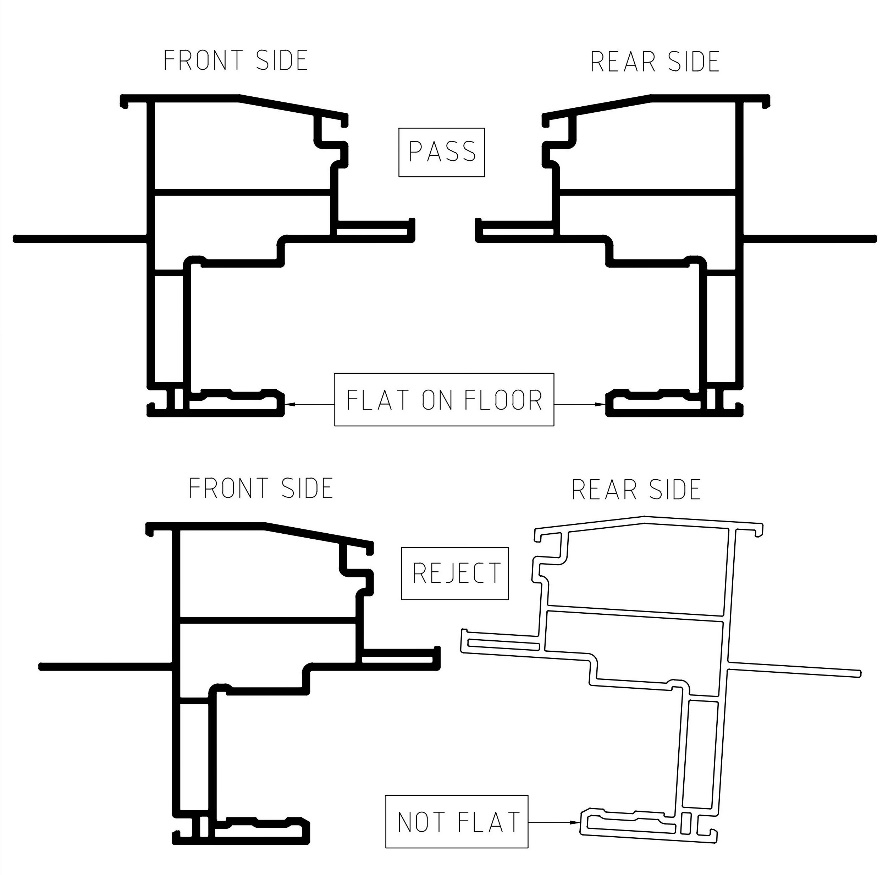 FRONT SIDE
REAR SIDE
PASS
FLAT ON FLOOR
FRONT SIDE
REAR SIDE
REJECT
NOT FLAT